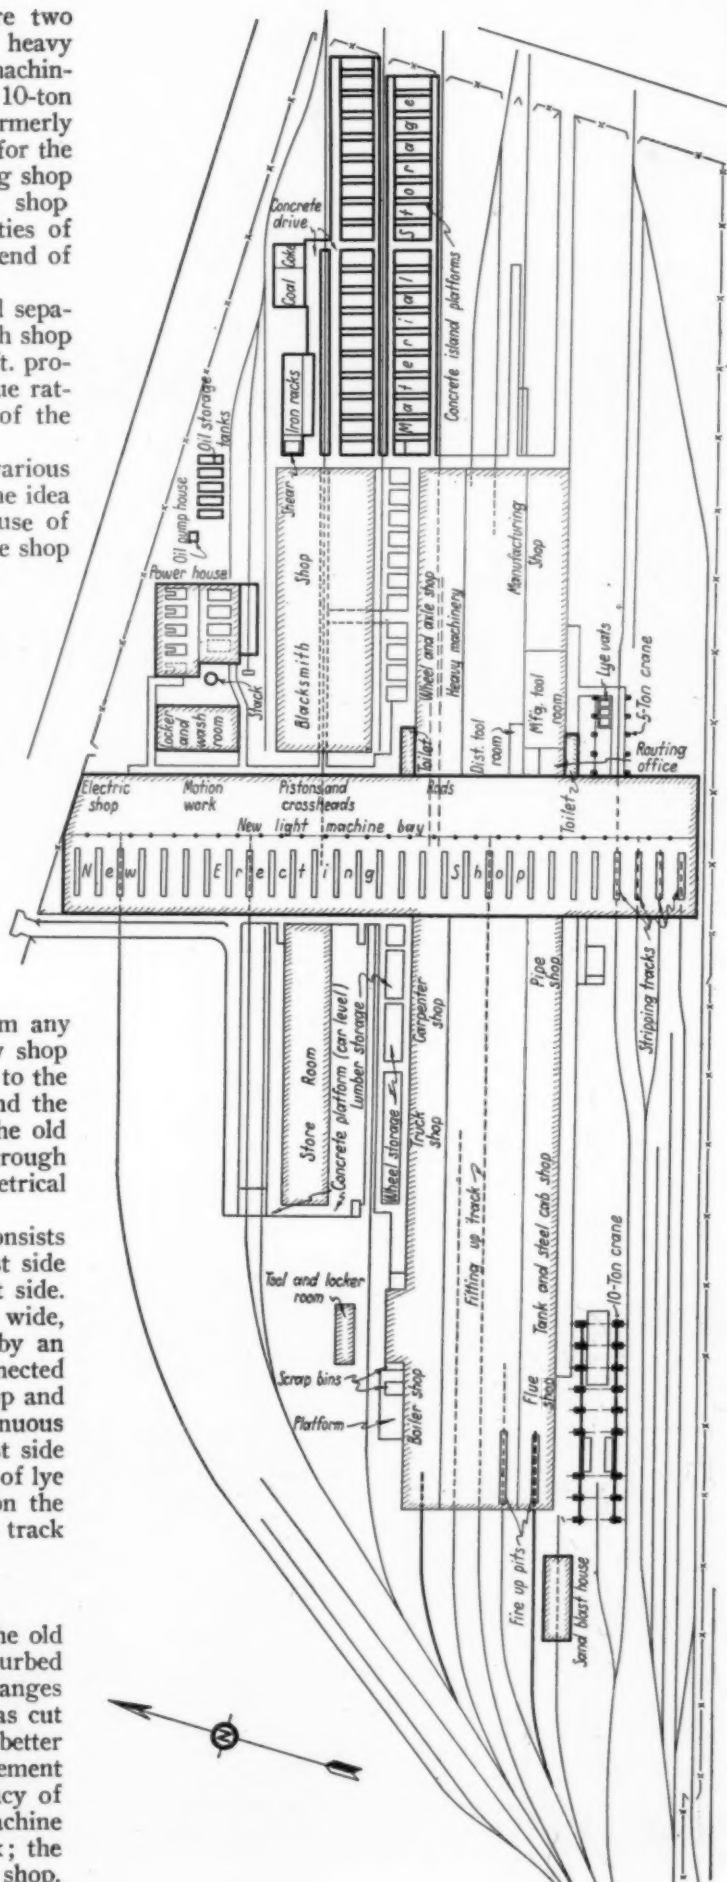 re two
heavy
machin-
10-ton
rmerly
for the
g shop
shop
ties of
end of
l sepa-
h shop
ft. pro-
ue rat-
of the
various
he idea
use of
e shop
m any
y shop
to the
nd the
he old
rough
etrical
onsists
st side
t side.
wide,
by an
nected
p and
nuous
st side
of lye
on the
track
he old
urbed
anges
as cut
better
ement
cy of
achine
k; the
shop.
Concrete
drive
Coal
Coke
Iron racks
Shear
Material Storage
Concrete island platforms
Oil storage
tanks
Oil pump house
Power house
Stack
Locker
and
wash
room
Blacksmith Shop
Wheel and axle shop
Heavy machinery
Manufacturing
Shop
Toilet
Dist. tool
room
Mfg. tool
room
Lye vats
5-Ton crane
Routing
office
Toilet
Electric
shop
Motion
work
Pistons and
crossheads
Rods
New light machine bay
New Erecting Shop
Stripping tracks
Store Room
Concrete platform (car level)
Lumber storage
Wheel storage
Carpenter
shop
Truck
shop
Pipe
shop
Fitting up track
Tank and steel cab shop
Tool and locker
room
Scrap bins
Platform
Boiler shop
Flue
shop
10-Ton crane
Fire up pits
Sand blast house
N